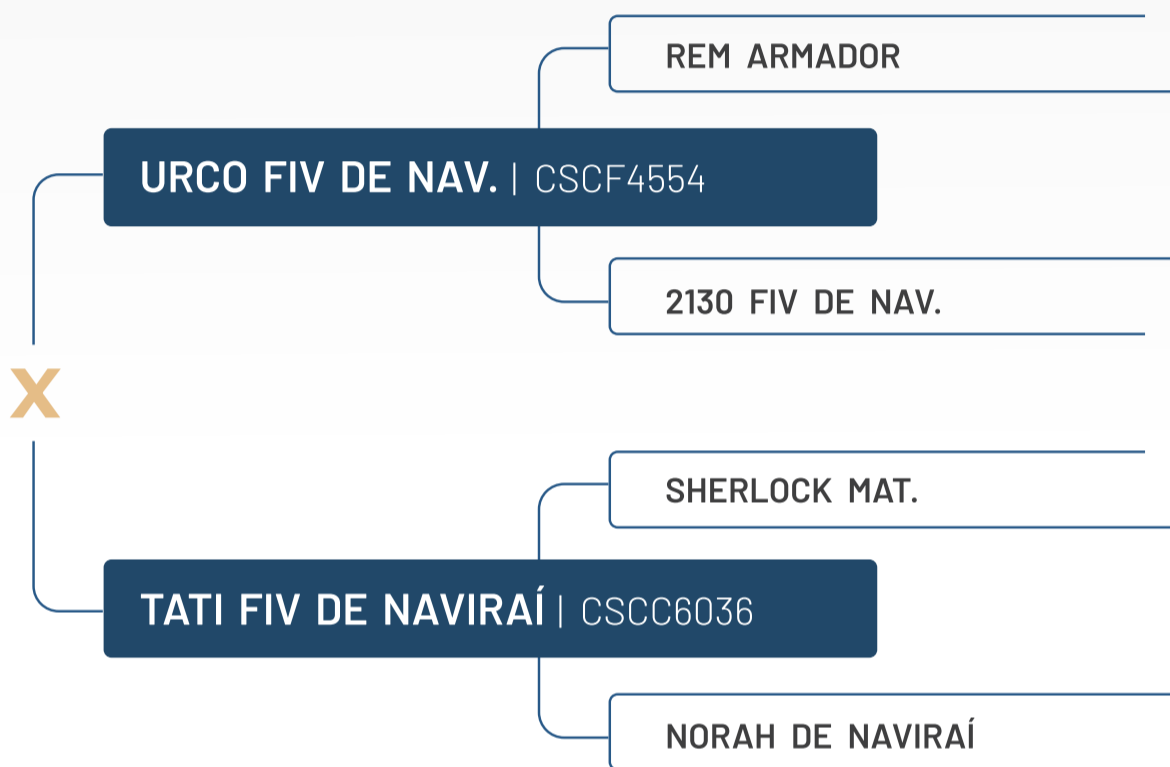 REM ARMADOR
URCO FIV DE NAV. | CSCF4554
2130 FIV DE NAV.
X
SHERLOCK MAT.
TATI FIV DE NAVIRAÍ | CSCC6036
NORAH DE NAVIRAÍ